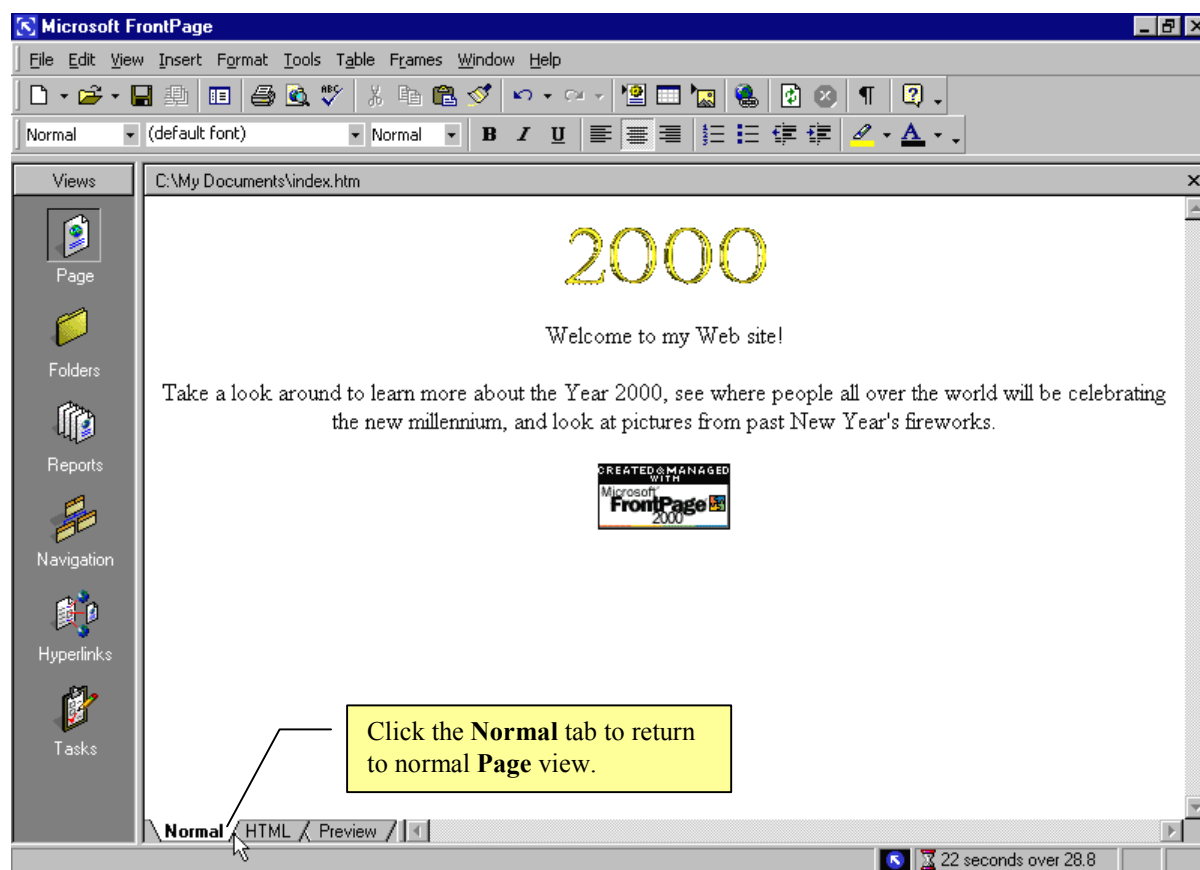 Microsoft FrontPage
File Edit View Insert Format Tools Table Frames Window Help
ABC
Normal (default font) Normal B I U A
Views C:\My Documents\index.htm
Page
Folders
Reports
Navigation
Hyperlinks
Tasks
2000
Welcome to my Web site!
Take a look around to learn more about the Year 2000, see where people all over the world will be celebrating
the new millennium, and look at pictures from past New Year's fireworks.
CREATED&MANAGED
WITH
Microsoft
FrontPage
2000
Click the Normal tab to return
to normal Page view.
Normal HTML Preview
22 seconds over 28.8